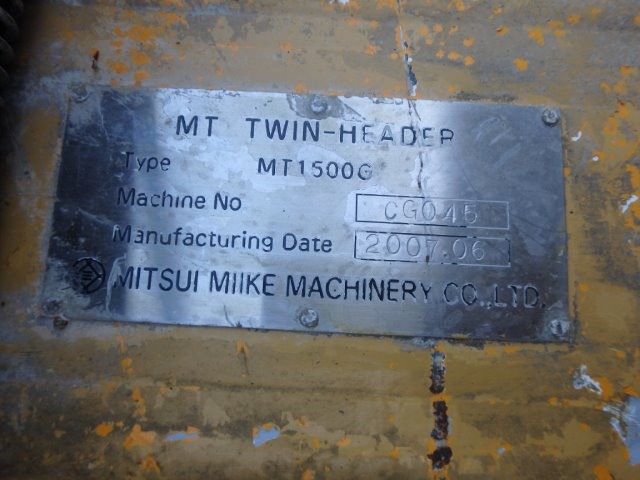 MT TWIN-HEADER
Type MT1500G
Machine No CG045
Manufacturing Date 2007.06
MITSUI MIIKE MACHINERY CO.,LTD.